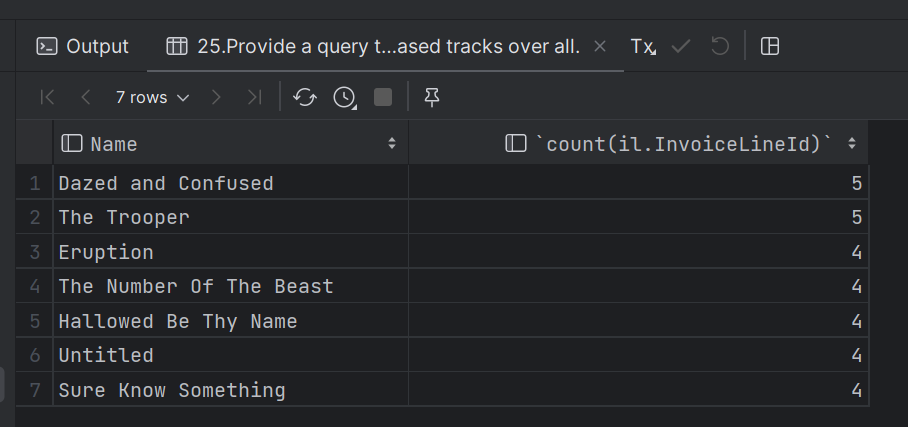 Output 25.Provide a query t...ased tracks over all. Tx
7 rows
Name `count(il.InvoiceLineId)`
1 Dazed and Confused 5
2 The Trooper 5
3 Eruption 4
4 The Number Of The Beast 4
5 Hallowed Be Thy Name 4
6 Untitled 4
7 Sure Know Something 4